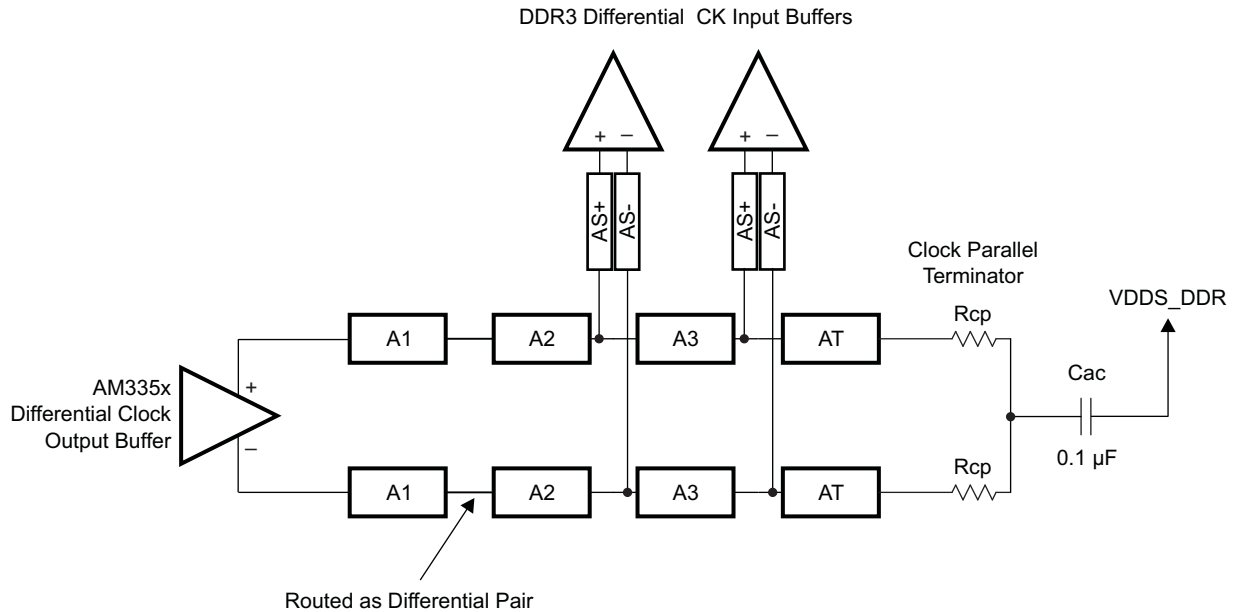 DDR3 Differential CK Input Buffers
+ − + −
AS+ AS- AS+ AS-
Clock Parallel
Terminator
Rcp
VDDS_DDR
A1 A2 A3 AT
AM335x
Differential Clock
Output Buffer
+
−
Cac
0.1 µF
Rcp
A1 A2 A3 AT
Routed as Differential Pair